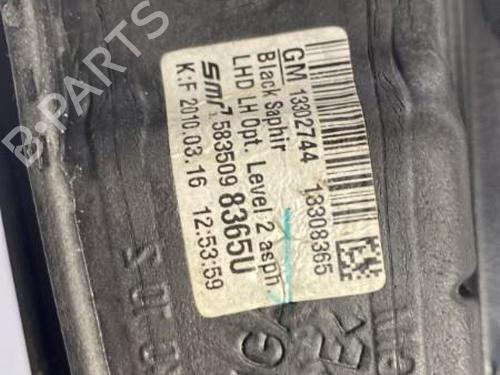 B-PARTS
GM 13302744 13308365
Black Saphir
LHD LH Opt. Level 2 asph
smr 583509 8365U
K:F 2010.03.16 12:53:59